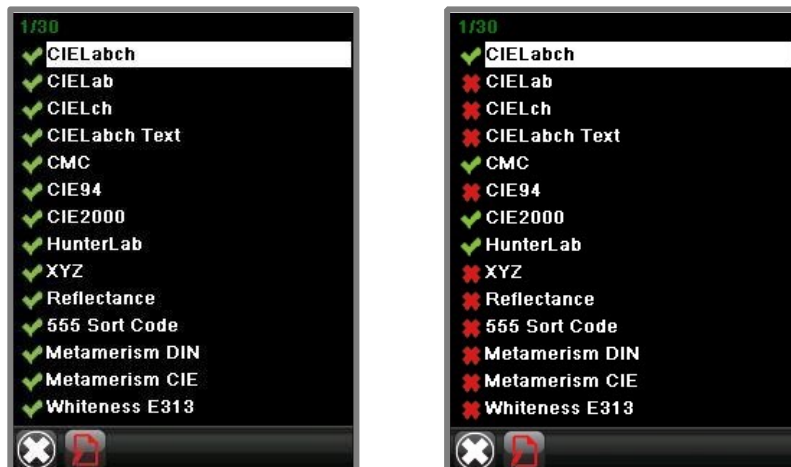 1/30
CIELabch
CIELab
CIELch
CIELabch Text
CMC
CIE94
CIE2000
HunterLab
XYZ
Reflectance
555 Sort Code
Metamerism DIN
Metamerism CIE
Whiteness E313
1/30
CIELabch
CIELab
CIELch
CIELabch Text
CMC
CIE94
CIE2000
HunterLab
XYZ
Reflectance
555 Sort Code
Metamerism DIN
Metamerism CIE
Whiteness E313